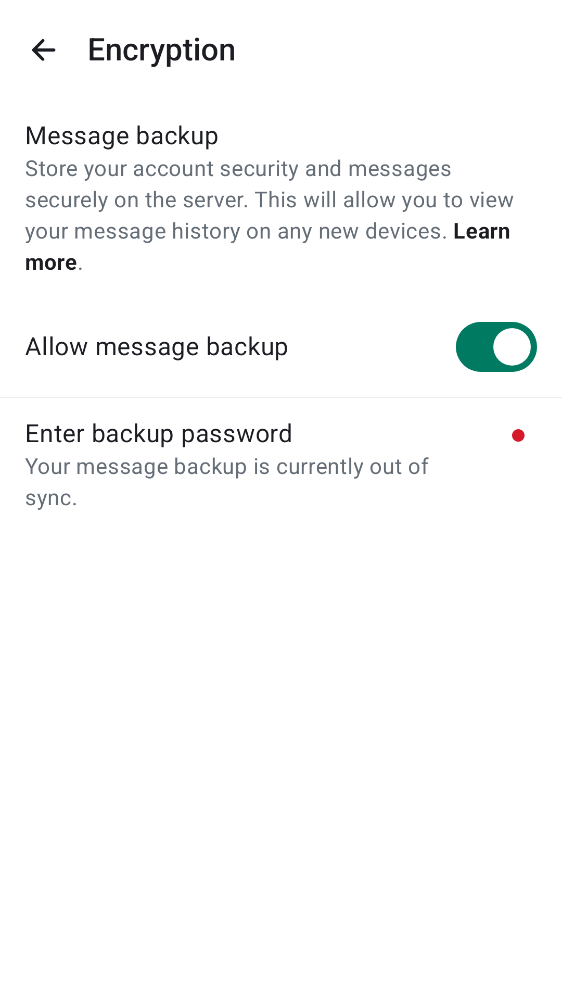 Encryption
Message backup
Store your account security and messages
securely on the server. This will allow you to view
your message history on any new devices. Learn
more.
Allow message backup
Enter backup password
Your message backup is currently out of
sync.